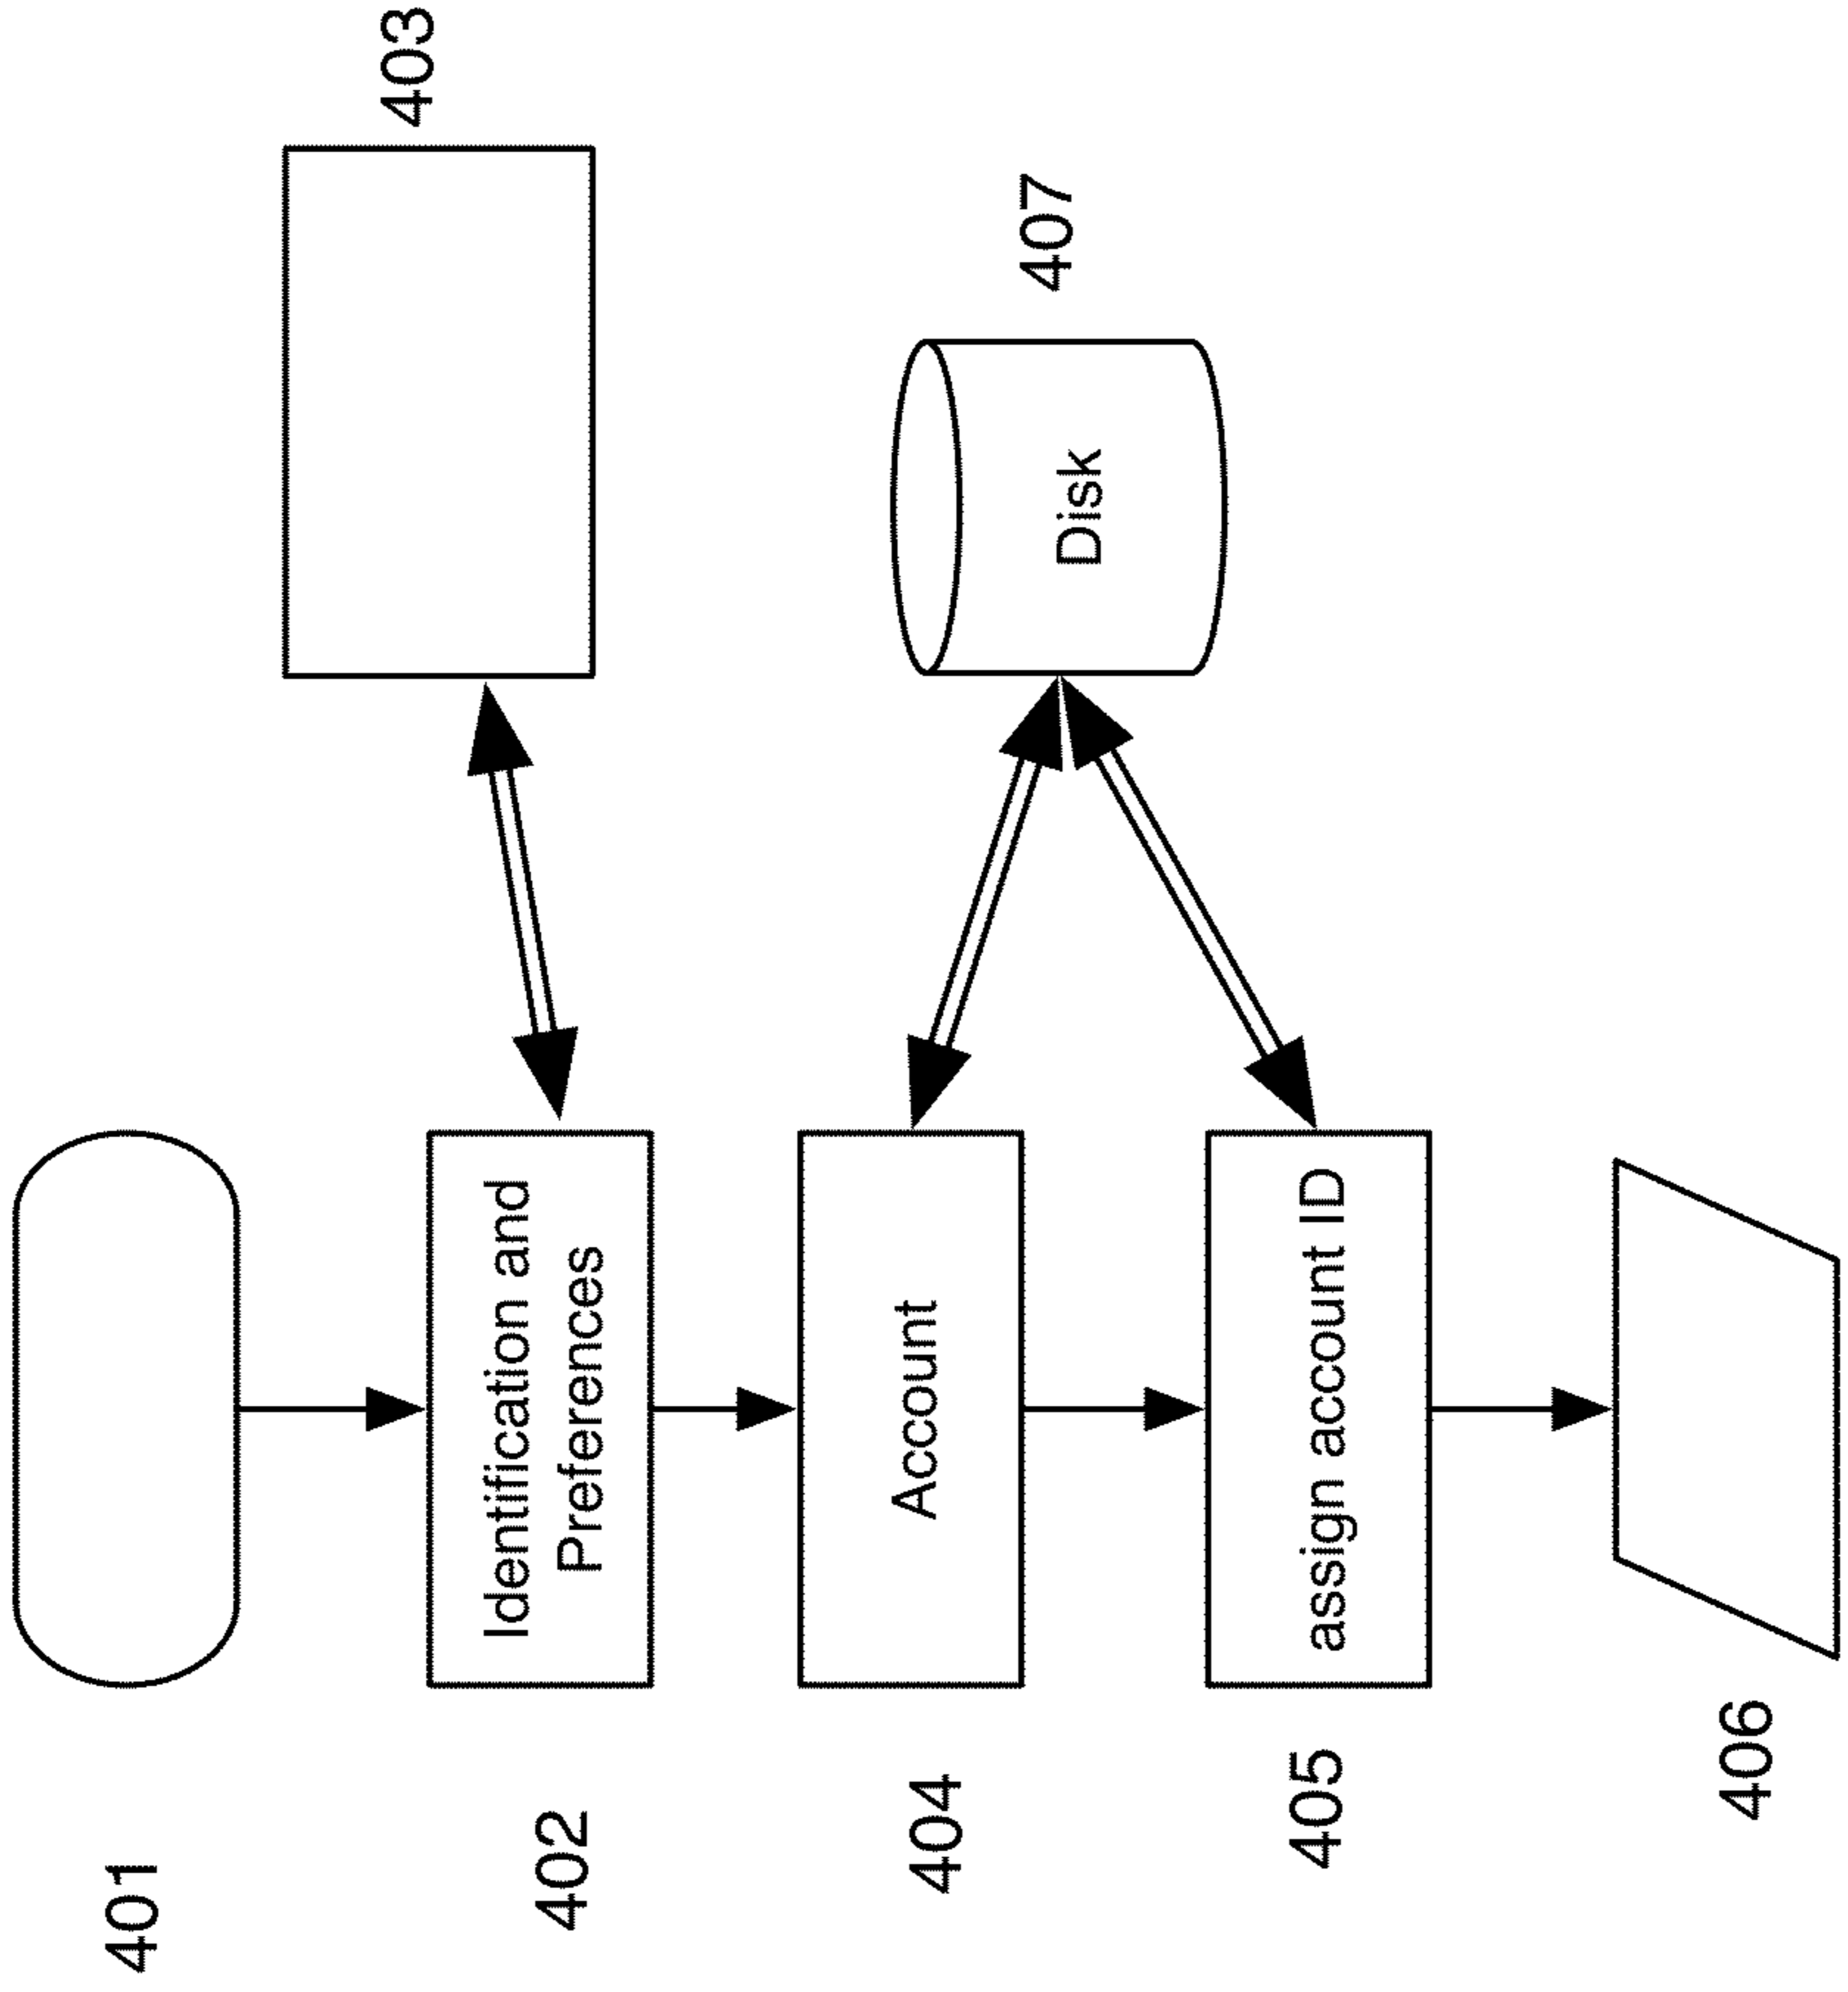 401
402
Identification and
Preferences
403
404
Account
405
assign account ID
406
407
Disk